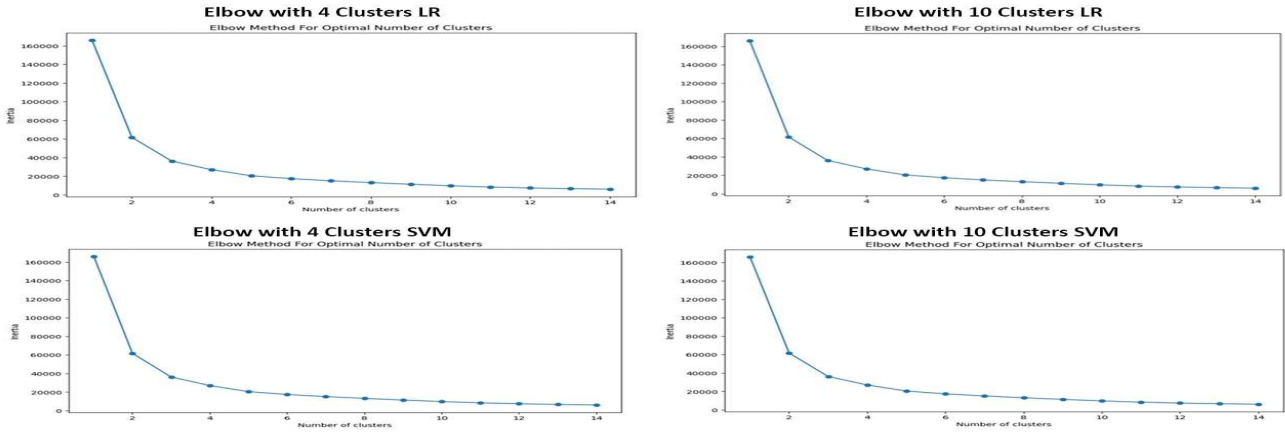 Elbow with 4 Clusters LR
Elbow Method For Optimal Number of Clusters
160000
140000
120000
100000
80000
60000
40000
20000
0
Inertia
2 4 6 8 10 12 14
Number of clusters
Elbow with 10 Clusters LR
Elbow Method For Optimal Number of Clusters
160000
140000
120000
100000
80000
60000
40000
20000
0
Inertia
2 4 6 8 10 12 14
Number of clusters
Elbow with 4 Clusters SVM
Elbow Method For Optimal Number of Clusters
160000
140000
120000
100000
80000
60000
40000
20000
0
Inertia
2 4 6 8 10 12 14
Number of clusters
Elbow with 10 Clusters SVM
Elbow Method For Optimal Number of Clusters
160000
140000
120000
100000
80000
60000
40000
20000
0
Inertia
2 4 6 8 10 12 14
Number of clusters